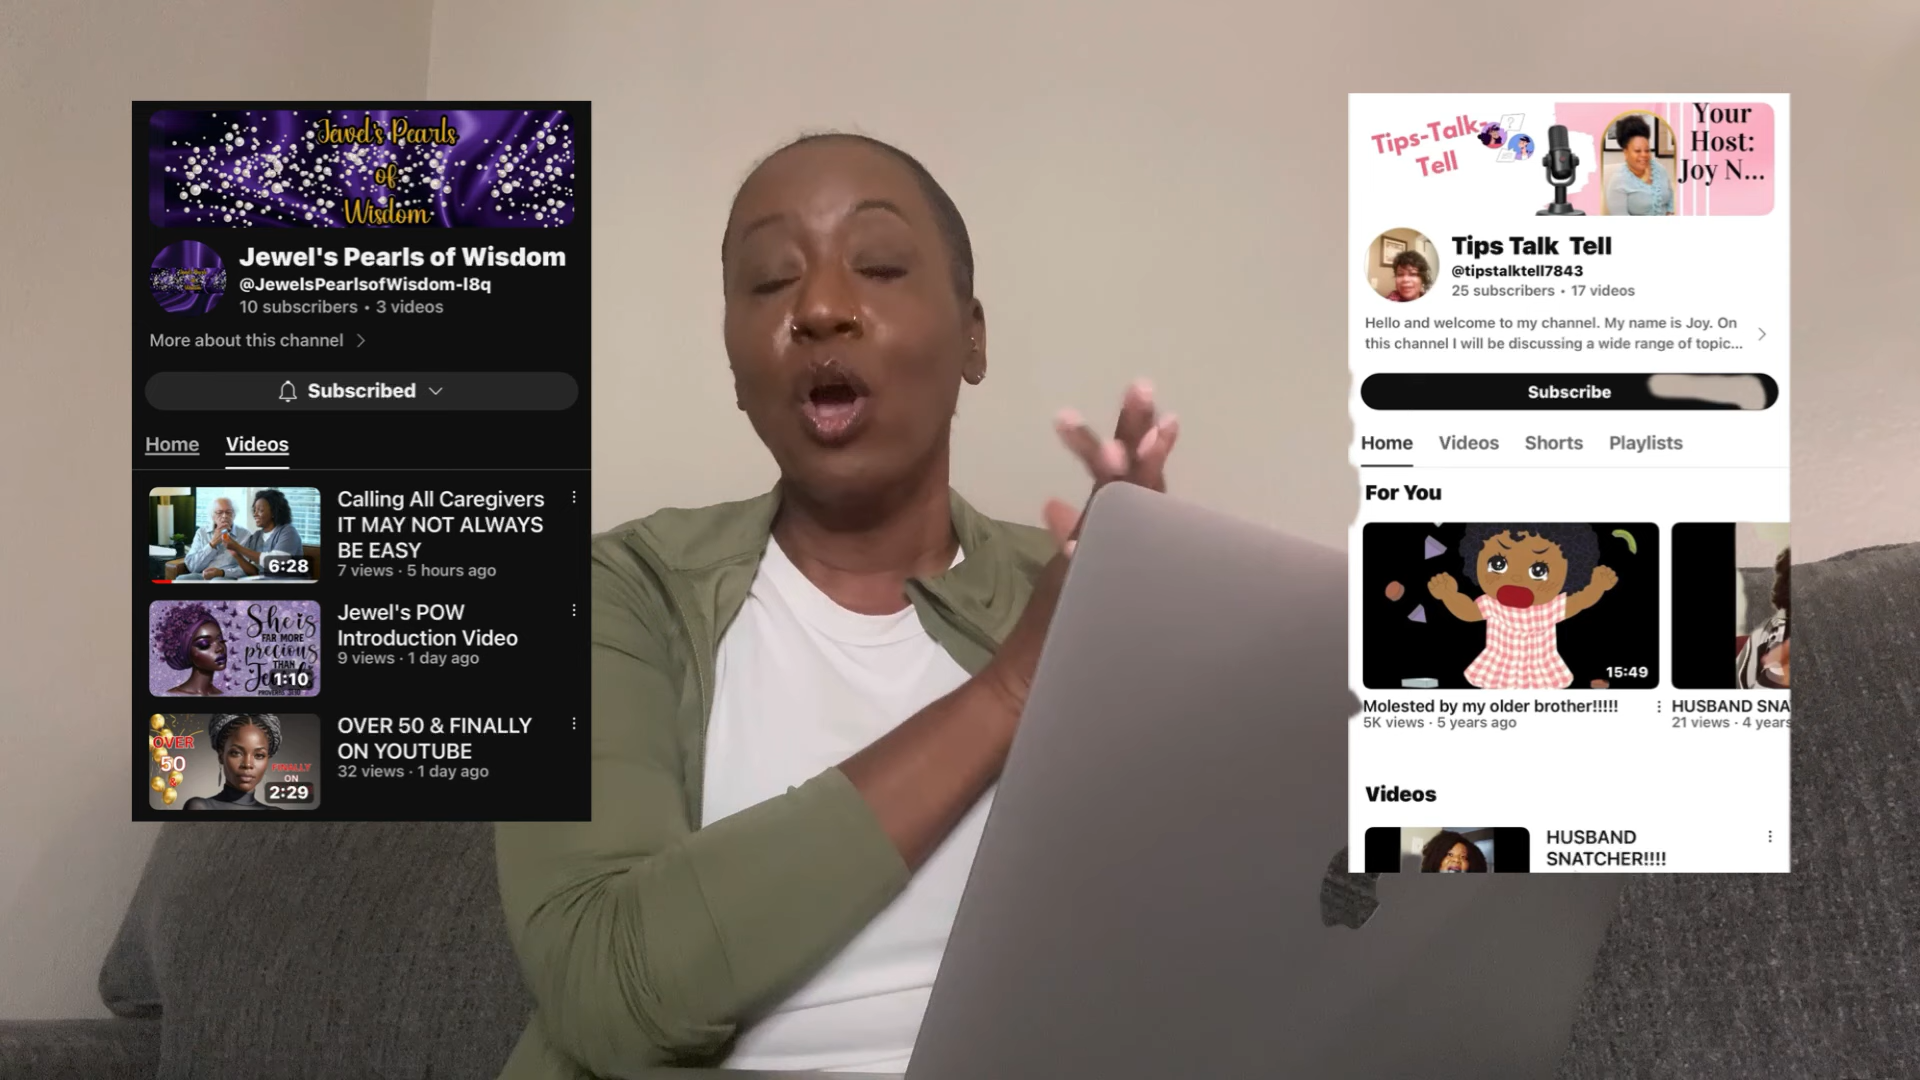 Jewel's Pearls
of
Wisdom
Jewel's Pearls of Wisdom
@JewelsPearlsofWisdom-l8q
10 subscribers • 3 videos
More about this channel
Subscribed
Home Videos
6:28
Calling All Caregivers
IT MAY NOT ALWAYS
BE EASY
7 views · 5 hours ago
She is
FAR MORE
precious
THAN
1:10
PROVERBS 31:10
Jewel's POW
Introduction Video
9 views · 1 day ago
OVER
50
&
FINALLY
ON
2:29
OVER 50 & FINALLY
ON YOUTUBE
32 views · 1 day ago
Tips-Talk-
Tell
Your
Host:
Joy N...
Tips Talk Tell
@tipstalktell7843
25 subscribers • 17 videos
Hello and welcome to my channel. My name is Joy. On
this channel I will be discussing a wide range of topic...
Subscribe
Home Videos Shorts Playlists
For You
15:49
Molested by my older brother!!!!!
5K views · 5 years ago
HUSBAND SNA
21 views · 4 years
Videos
HUSBAND
SNATCHER!!!!